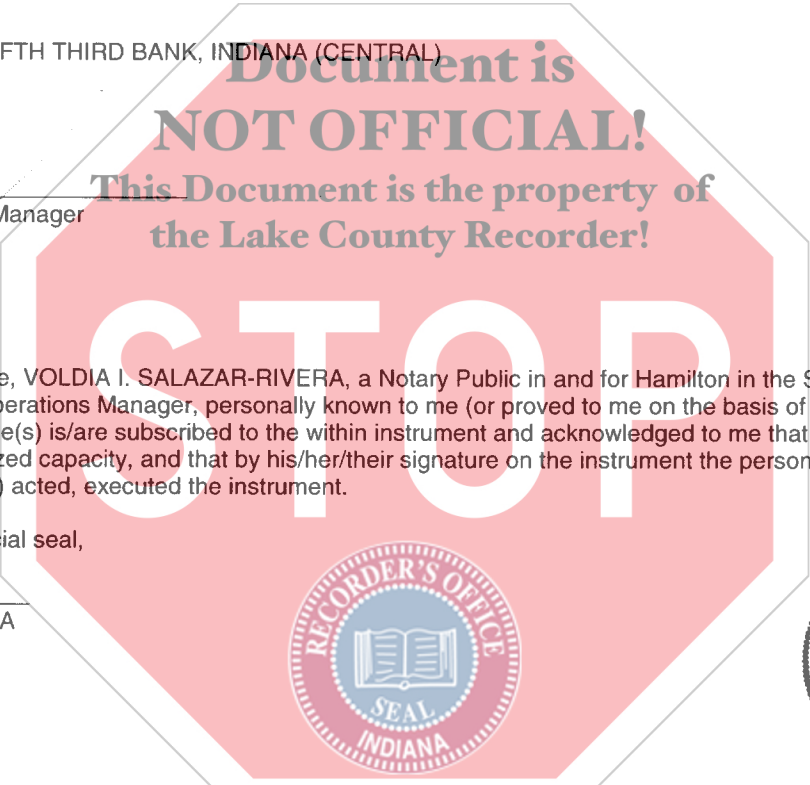 FTH THIRD BANK, INDIANA (CENTRAL)
Document is
NOT OFFICIAL!
This Document is the property of
Manager
the Lake County Recorder!
STOP
e, VOLDIA I. SALAZAR-RIVERA, a Notary Public in and for Hamilton in the S
perations Manager, personally known to me (or proved to me on the basis of
e(s) is/are subscribed to the within instrument and acknowledged to me that
zed capacity, and that by his/her/their signature on the instrument the person
) acted, executed the instrument.
cial seal,
A
RECORDER'S OFFICE
SEAL
INDIANA